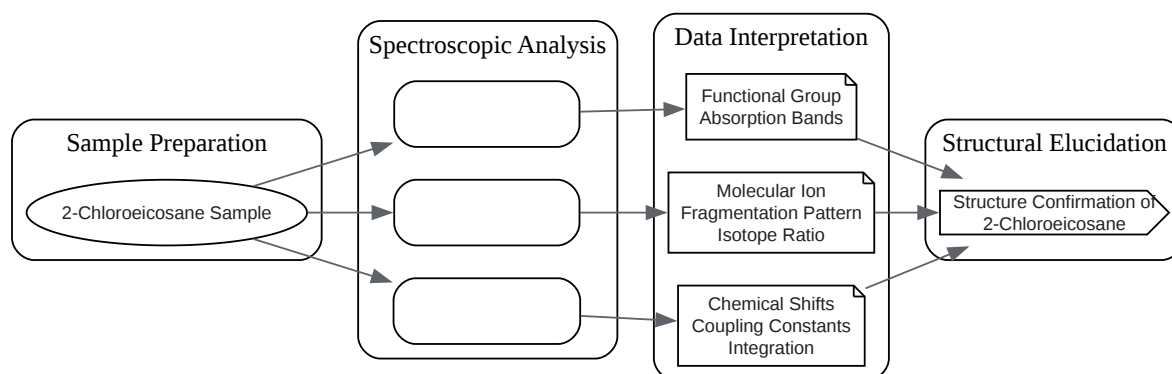 Sample Preparation
2-Chloroeicosane Sample
Spectroscopic Analysis
Data Interpretation
Functional Group
Absorption Bands
Molecular Ion
Fragmentation Pattern
Isotope Ratio
Chemical Shifts
Coupling Constants
Integration
Structural Elucidation
Structure Confirmation of
2-Chloroeicosane